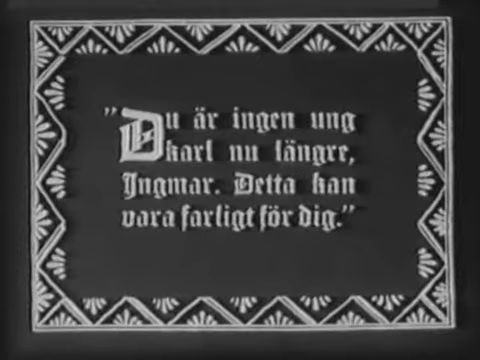 "Du är ingen ung
karl nu längre,
Ingmar. Detta kan
vara farligt för dig."